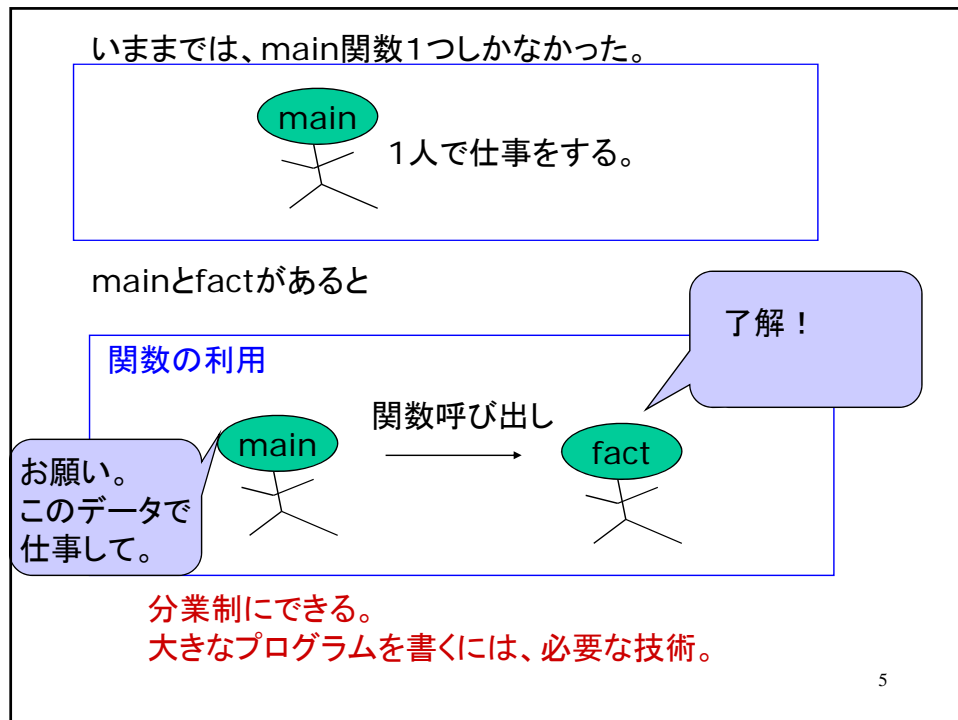 いままでは、main関数１つしかなかった。
main
1人で仕事をする。
mainとfactがあると
了解！
関数の利用
関数呼び出し
main
fact
お願い。
このデータで
仕事して。
分業制にできる。
大きなプログラムを書くには、必要な技術。
5